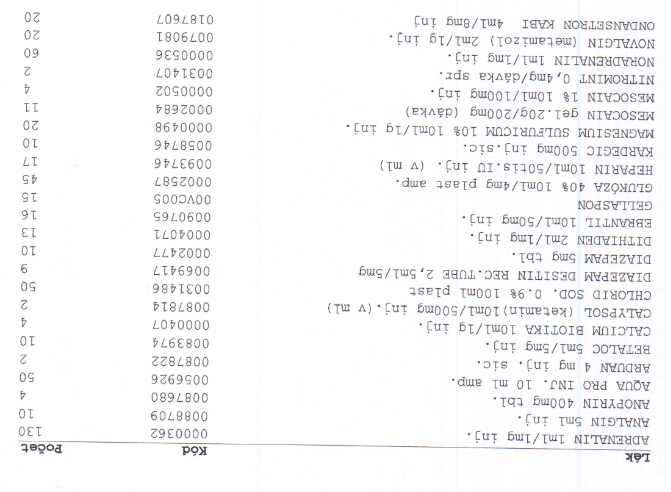 Lék Kód Počet
ADRENALIN 1ml/1mg inj. 0000362 130
ANALGIN 5ml inj. 0088709 10
ANOPYRIN 400mg tbl. 0087680 4
AQUA PRO INJ. 10 ml amp. 0056926 50
ARDUAN 4 mg inj. sic. 0087822 2
BETALOC 5ml/5mg inj. 0083974 10
CALCIUM BIOTIKA 10ml/1g inj. 0000407 4
CALYPSOL (ketamin)10ml/500mg inj.(v ml) 0087814 2
CHLORID SOD. 0.9% 100ml plast 0031486 50
DIAZEPAM DESITIN REC.TUBE 2,5ml/5mg 0069417 9
DIAZEPAM 5mg tbl. 0002477 10
DITHIADEN 2ml/1mg inj. 0004071 13
EBRANTIL 10ml/50mg inj. 0090765 16
GELLASPON 00VC005 15
GLUKÓZA 40% 10ml/4mg plast amp. 0002587 45
HEPARIN 10ml/50tis.IU inj. (v ml) 0093746 17
KARDEGIC 500mg inj.sic. 0058746 10
MAGNESIUM SULFURICUM 10% 10ml/1g inj. 0000498 20
MESOCAIN gel.20g/200mg (dávka) 0002684 11
MESOCAIN 1% 10ml/100mg inj. 0000502 4
NITROMINT 0,4mg/dávka spr. 0031407 2
NORADRENALIN 1ml/1mg inj. 0000536 60
NOVALGIN (metamizol) 2ml/1g inj. 0079081 20
ONDANSETRON KABI 4ml/8mg inj 0187607 20